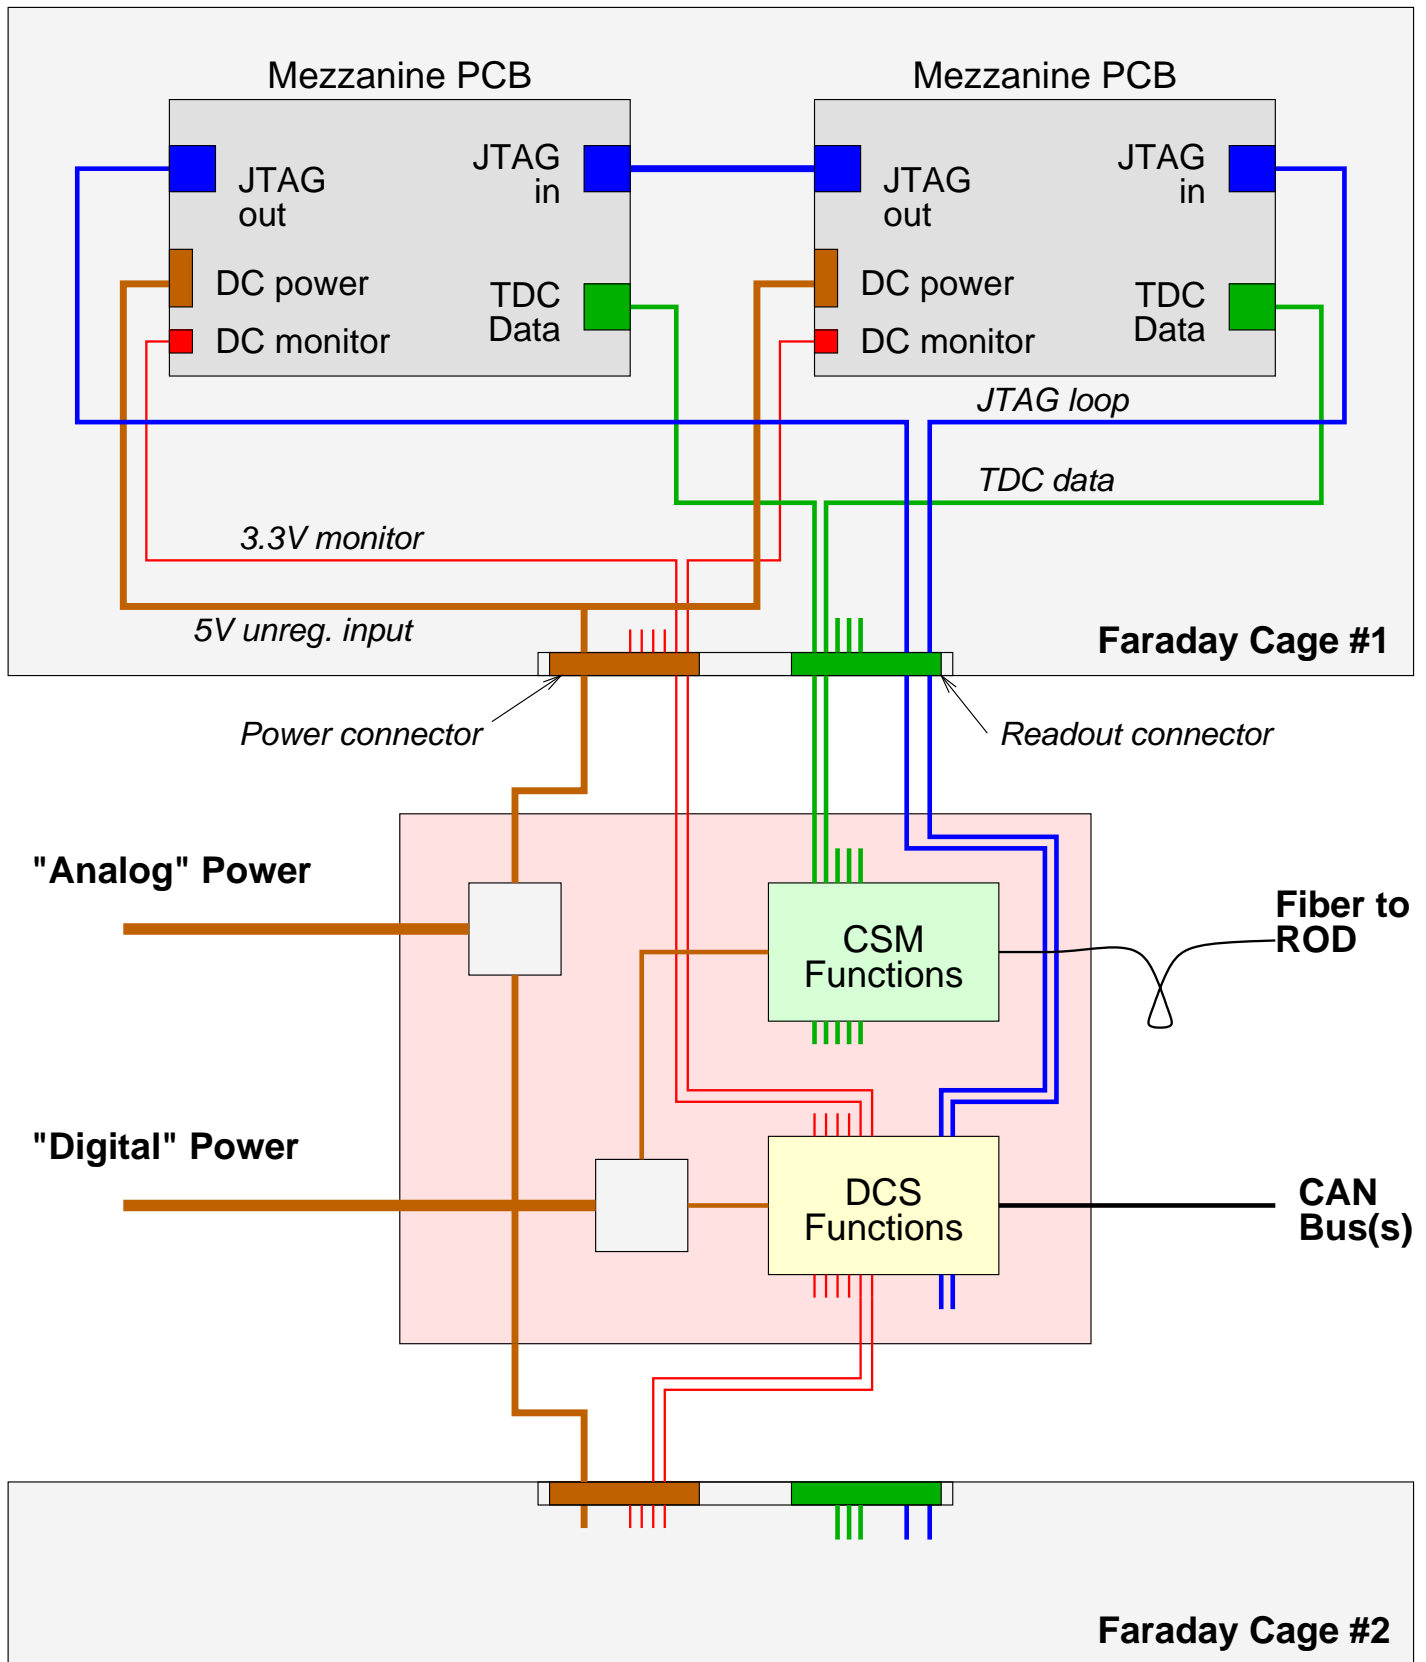 Mezzanine PCB
Mezzanine PCB
JTAG
out
JTAG
in
DC power
TDC
Data
DC monitor
JTAG
out
JTAG
in
DC power
TDC
Data
DC monitor
JTAG loop
TDC data
3.3V monitor
5V unreg. input
Faraday Cage #1
Power connector
Readout connector
"Analog" Power
CSM
Functions
Fiber to
ROD
"Digital" Power
DCS
Functions
CAN
Bus(s)
Faraday Cage #2